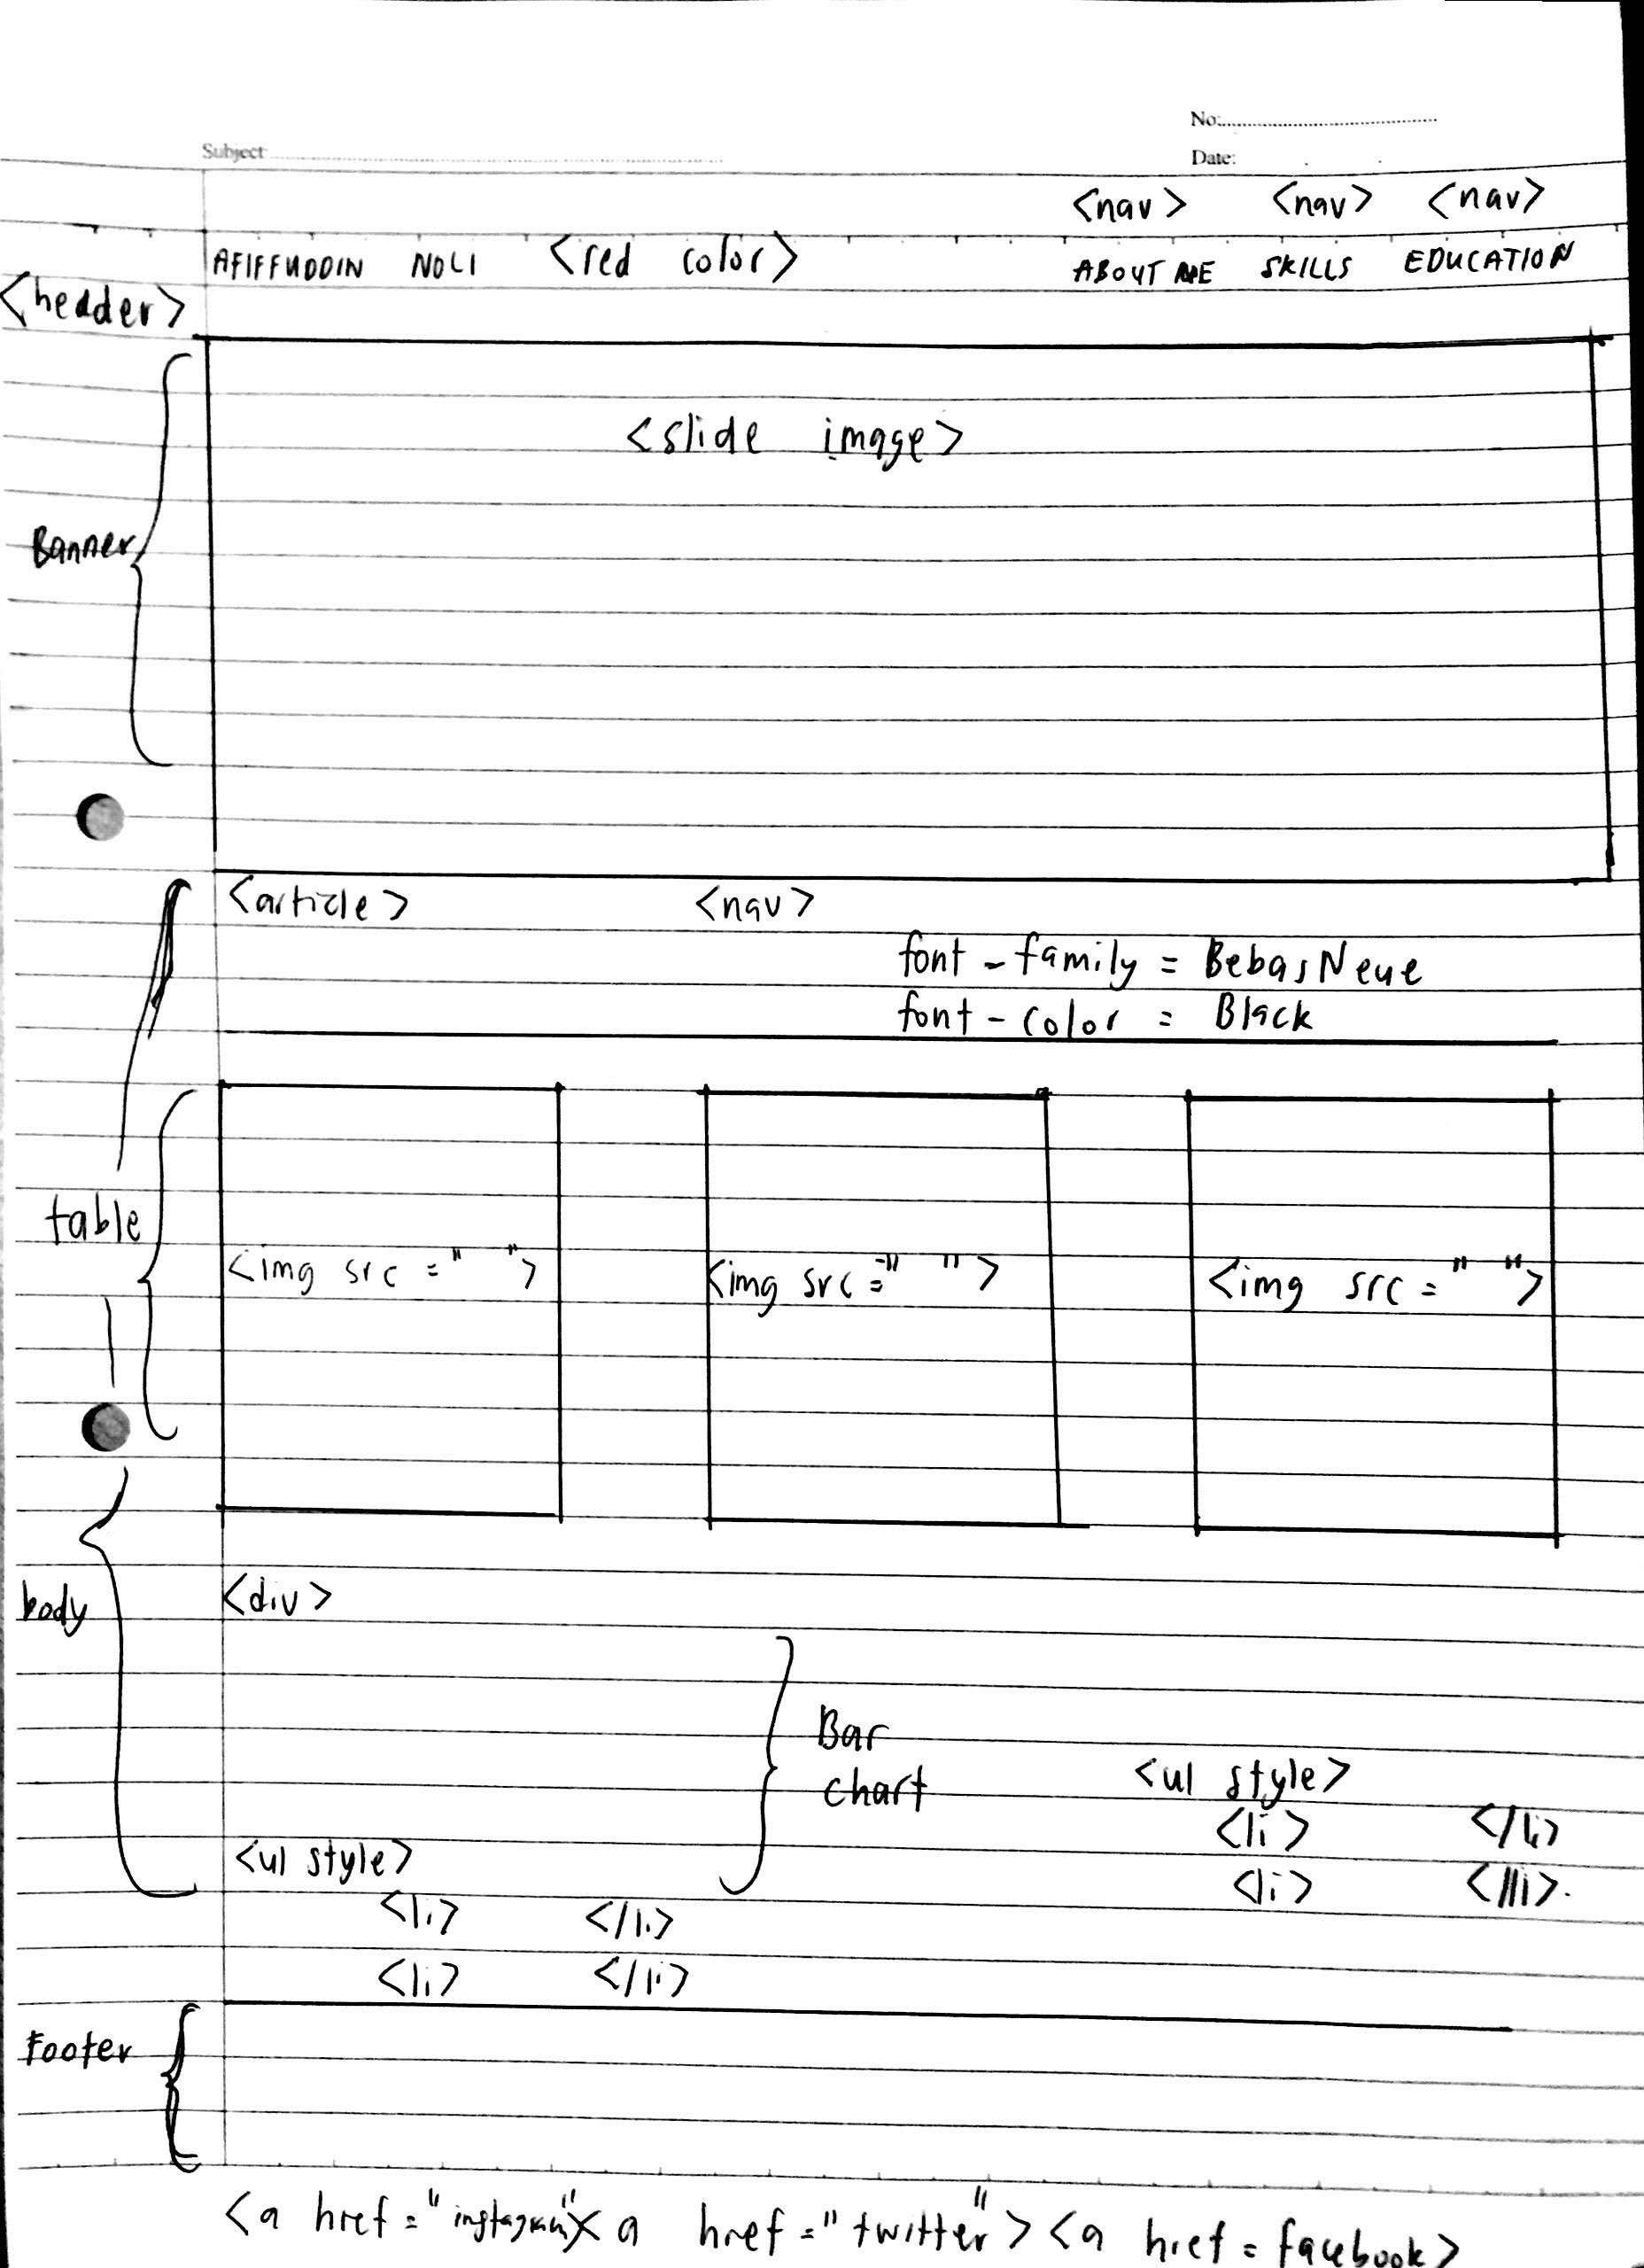 No:
Subject
Date:
<nav> <nav> <nav>
AFIFFUDDIN NOLI <red color> ABOUT ME SKILLS EDUCATION
<hedder>
<slide image>
Banner
<article> <nav>
font-family = BebasNeue
font-color = Black
table
<img src=" "> <img src=" "> <img src=" ">
body
<div>
Bar
chart
<ul style>
<li> </li>
<li> </li>
<ul style>
<li> </li>
<li> </li>
Footer
<a href="instagram"X a href="twitter"> <a href=facebook>